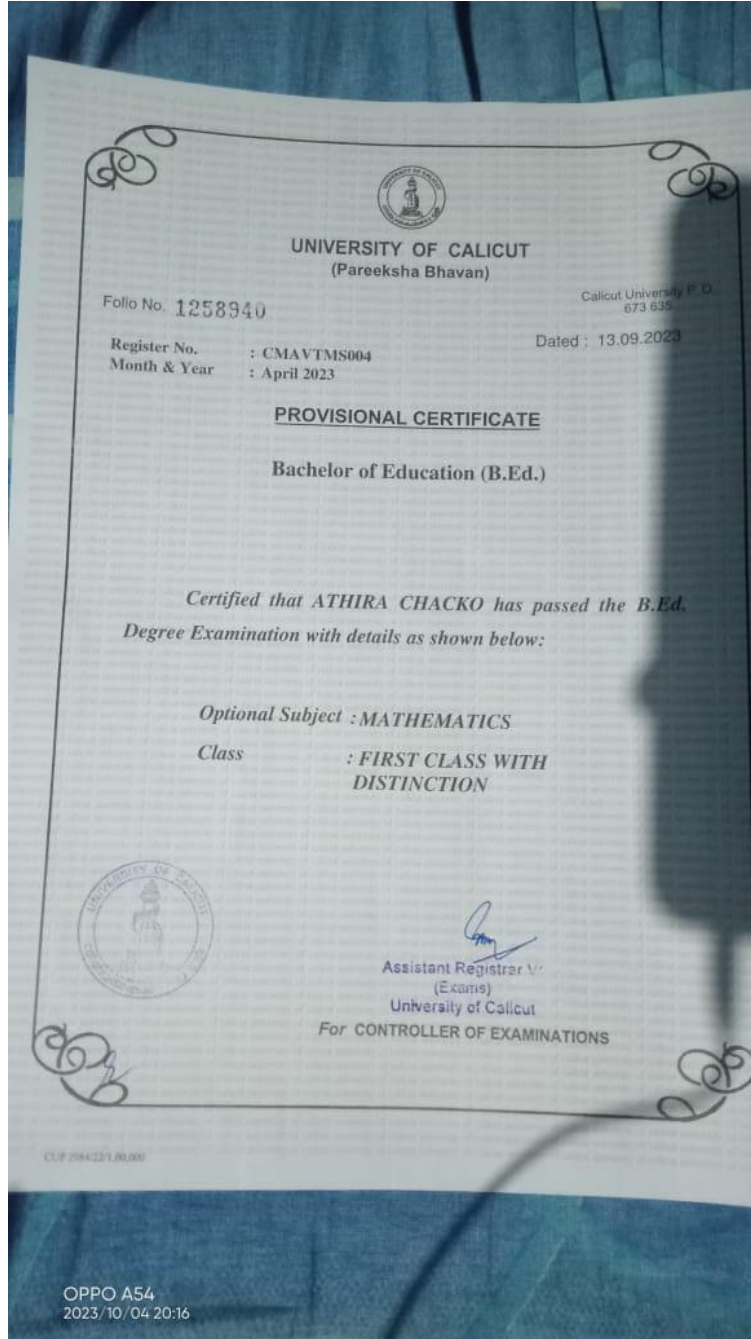 UNIVERSITY OF CALICUT
(Pareeksha Bhavan)
Folio No. 1258940
Calicut University P.O.
673 635
Dated : 13.09.2023
Register No. : CMAVTMS004
Month & Year : April 2023
PROVISIONAL CERTIFICATE
Bachelor of Education (B.Ed.)
Certified that ATHIRA CHACKO has passed the B.Ed.
Degree Examination with details as shown below:
Optional Subject : MATHEMATICS
Class : FIRST CLASS WITH
DISTINCTION
UNIVERSITY OF CALICUT
Assistant Registrar
(Exams)
University of Calicut
For CONTROLLER OF EXAMINATIONS
OPPO A54
2023/10/04 20:16